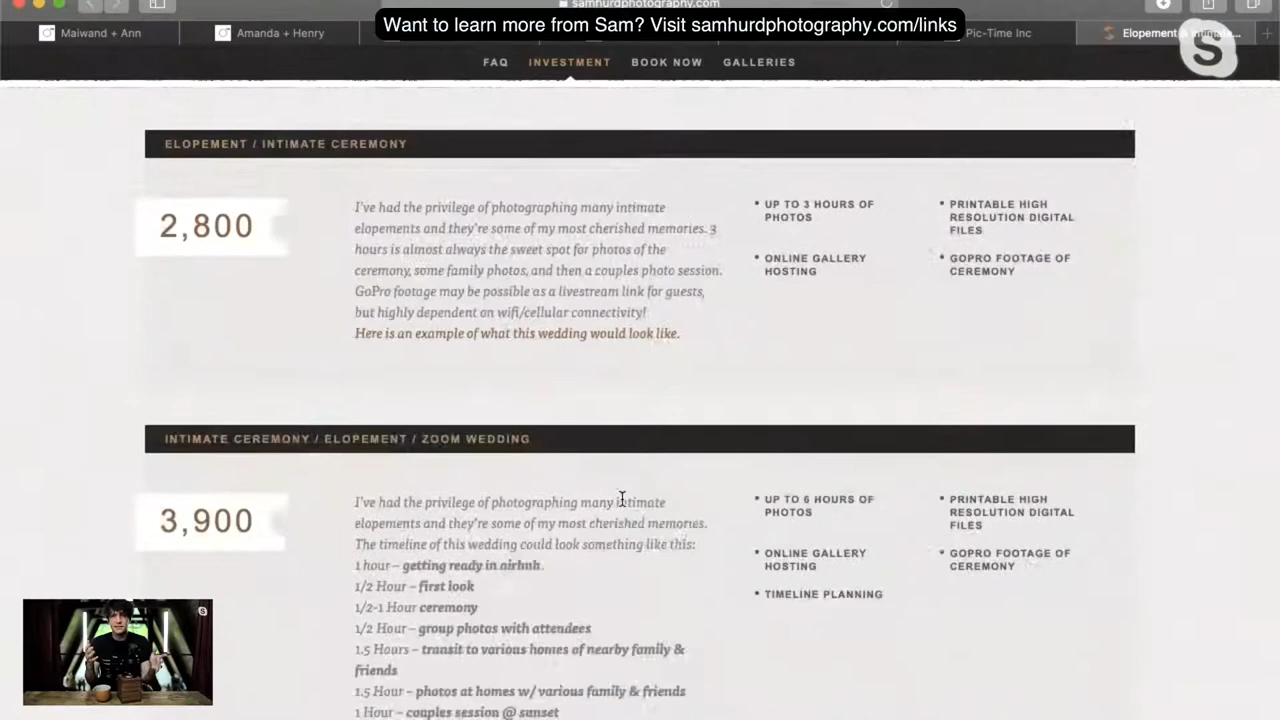 samhurdphotography.com
Want to learn more from Sam? Visit samhurdphotography.com/links
Maiwand + Ann
Amanda + Henry
Pic-Time Inc
Elopement & Intimate...
FAQ
INVESTMENT
BOOK NOW
GALLERIES
ELOPEMENT / INTIMATE CEREMONY
2,800
I've had the privilege of photographing many intimate
elopements and they're some of my most cherished memories. 3
hours is almost always the sweet spot for photos of the
ceremony, some family photos, and then a couples photo session.
GoPro footage may be possible as a livestream link for guests,
but highly dependent on wifi/cellular connectivity!
Here is an example of what this wedding would look like.
• UP TO 3 HOURS OF
PHOTOS
• ONLINE GALLERY
HOSTING
• PRINTABLE HIGH
RESOLUTION DIGITAL
FILES
• GOPRO FOOTAGE OF
CEREMONY
INTIMATE CEREMONY / ELOPEMENT / ZOOM WEDDING
3,900
I've had the privilege of photographing many intimate
elopements and they're some of my most cherished memories.
The timeline of this wedding could look something like this:
1 hour – getting ready in airbnb.
1/2 Hour – first look
1/2-1 Hour ceremony
1/2 Hour – group photos with attendees
1.5 Hours – transit to various homes of nearby family &
friends
1.5 Hour – photos at homes w/ various family & friends
1 Hour – couples session @ sunset
• UP TO 6 HOURS OF
PHOTOS
• ONLINE GALLERY
HOSTING
• TIMELINE PLANNING
• PRINTABLE HIGH
RESOLUTION DIGITAL
FILES
• GOPRO FOOTAGE OF
CEREMONY